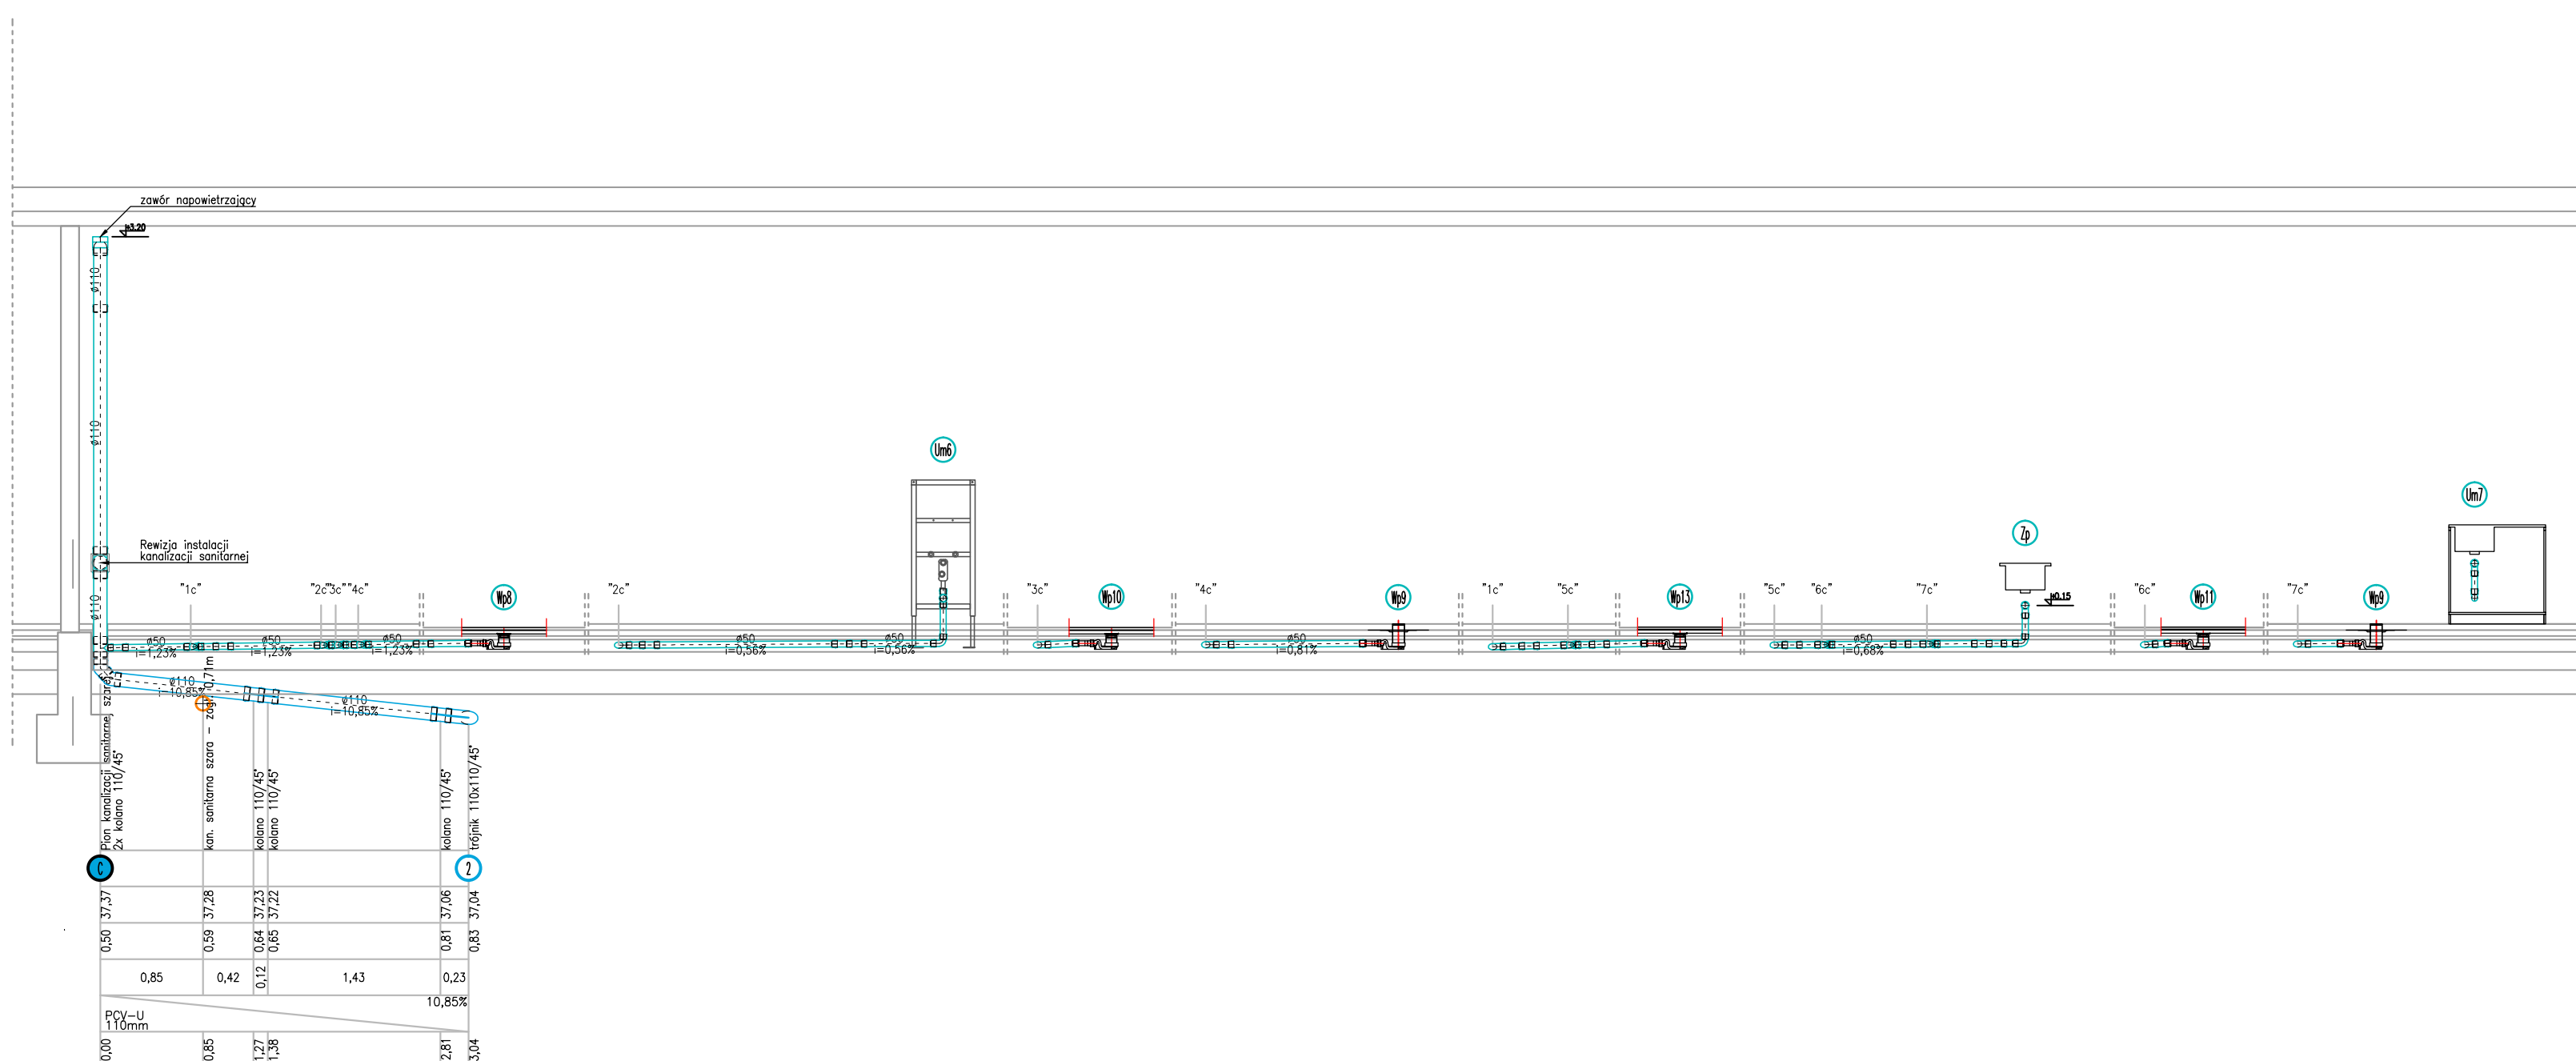 zawór napowietrzający
+3.20
ø110
ø110
Rewizja instalacji
kanalizacji sanitarnej
ø110
"1c"
"2c"
"3c"
"4c"
Wp8
"2c"
Um6
"3c"
Wp10
"4c"
Wp9
"1c"
"5c"
Wp13
"5c"
"6c"
"7c"
Zp
+0.15
"6c"
Wp11
"7c"
Wp9
Um7
ø50
i=1,23%
ø50
i=1,23%
ø50
i=1,23%
ø50
i=0,56%
ø50
i=0,56%
ø50
i=0,81%
ø50
i=0,68%
ø110
i=10,85%
ø110
i=10,85%
Pion kanalizacji sanitarnej szarej
2x kolano 110/45°
kan. sanitarna szara - zagł. 0,71m
kolano 110/45°
kolano 110/45°
kolano 110/45°
trójnik 110x110/45°
C
2
37,37
37,28
37,23
37,22
37,06
37,04
0,50
0,59
0,64
0,65
0,81
0,83
0,85
0,42
0,12
1,43
0,23
10,85%
PCV-U
110mm
0,00
0,85
1,27
1,38
2,81
3,04